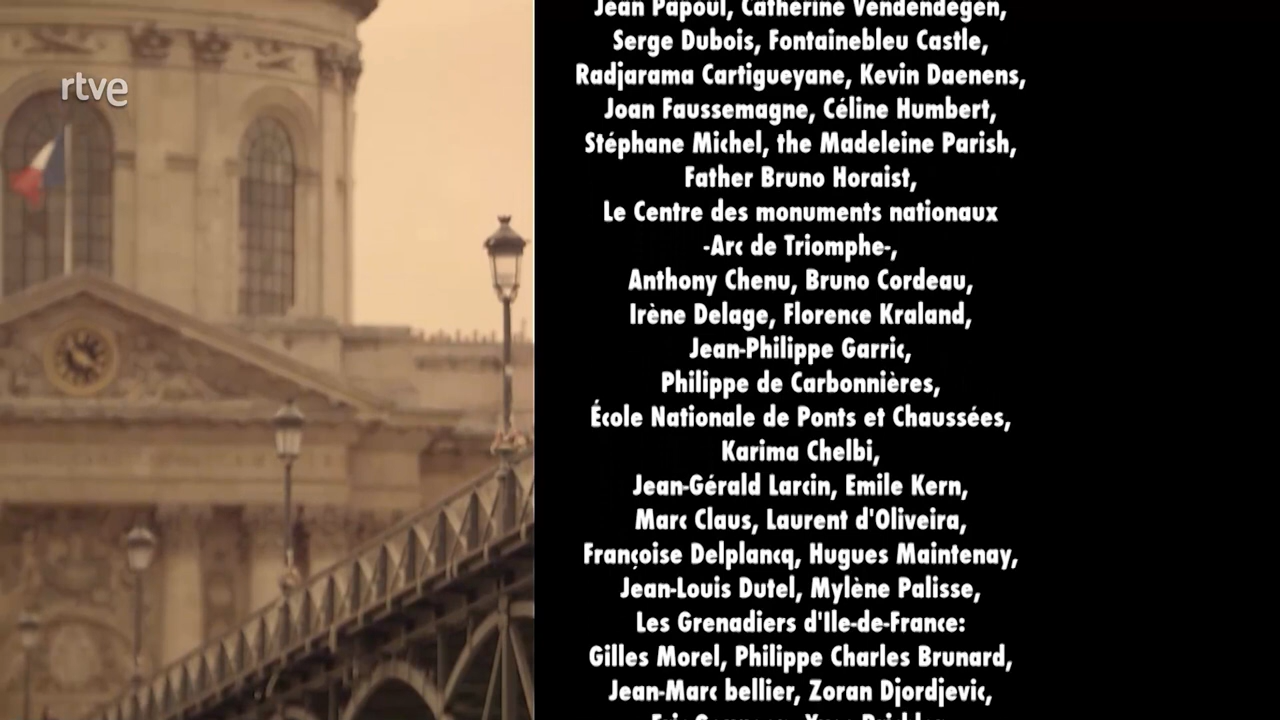 rtve
Jean Papoul, Catherine Vendendegen,
Serge Dubois, Fontainebleu Castle,
Radjarama Cartigueyane, Kevin Daenens,
Joan Faussemagne, Céline Humbert,
Stéphane Michel, the Madeleine Parish,
Father Bruno Horaist,
Le Centre des monuments nationaux
-Arc de Triomphe-,
Anthony Chenu, Bruno Cordeau,
Irène Delage, Florence Kraland,
Jean-Philippe Garric,
Philippe de Carbonnières,
École Nationale de Ponts et Chaussées,
Karima Chelbi,
Jean-Gérald Larcin, Emile Kern,
Marc Claus, Laurent d'Oliveira,
Françoise Delplancq, Hugues Maintenay,
Jean-Louis Dutel, Mylène Palisse,
Les Grenadiers d'Ile-de-France:
Gilles Morel, Philippe Charles Brunard,
Jean-Marc bellier, Zoran Djordjevic,